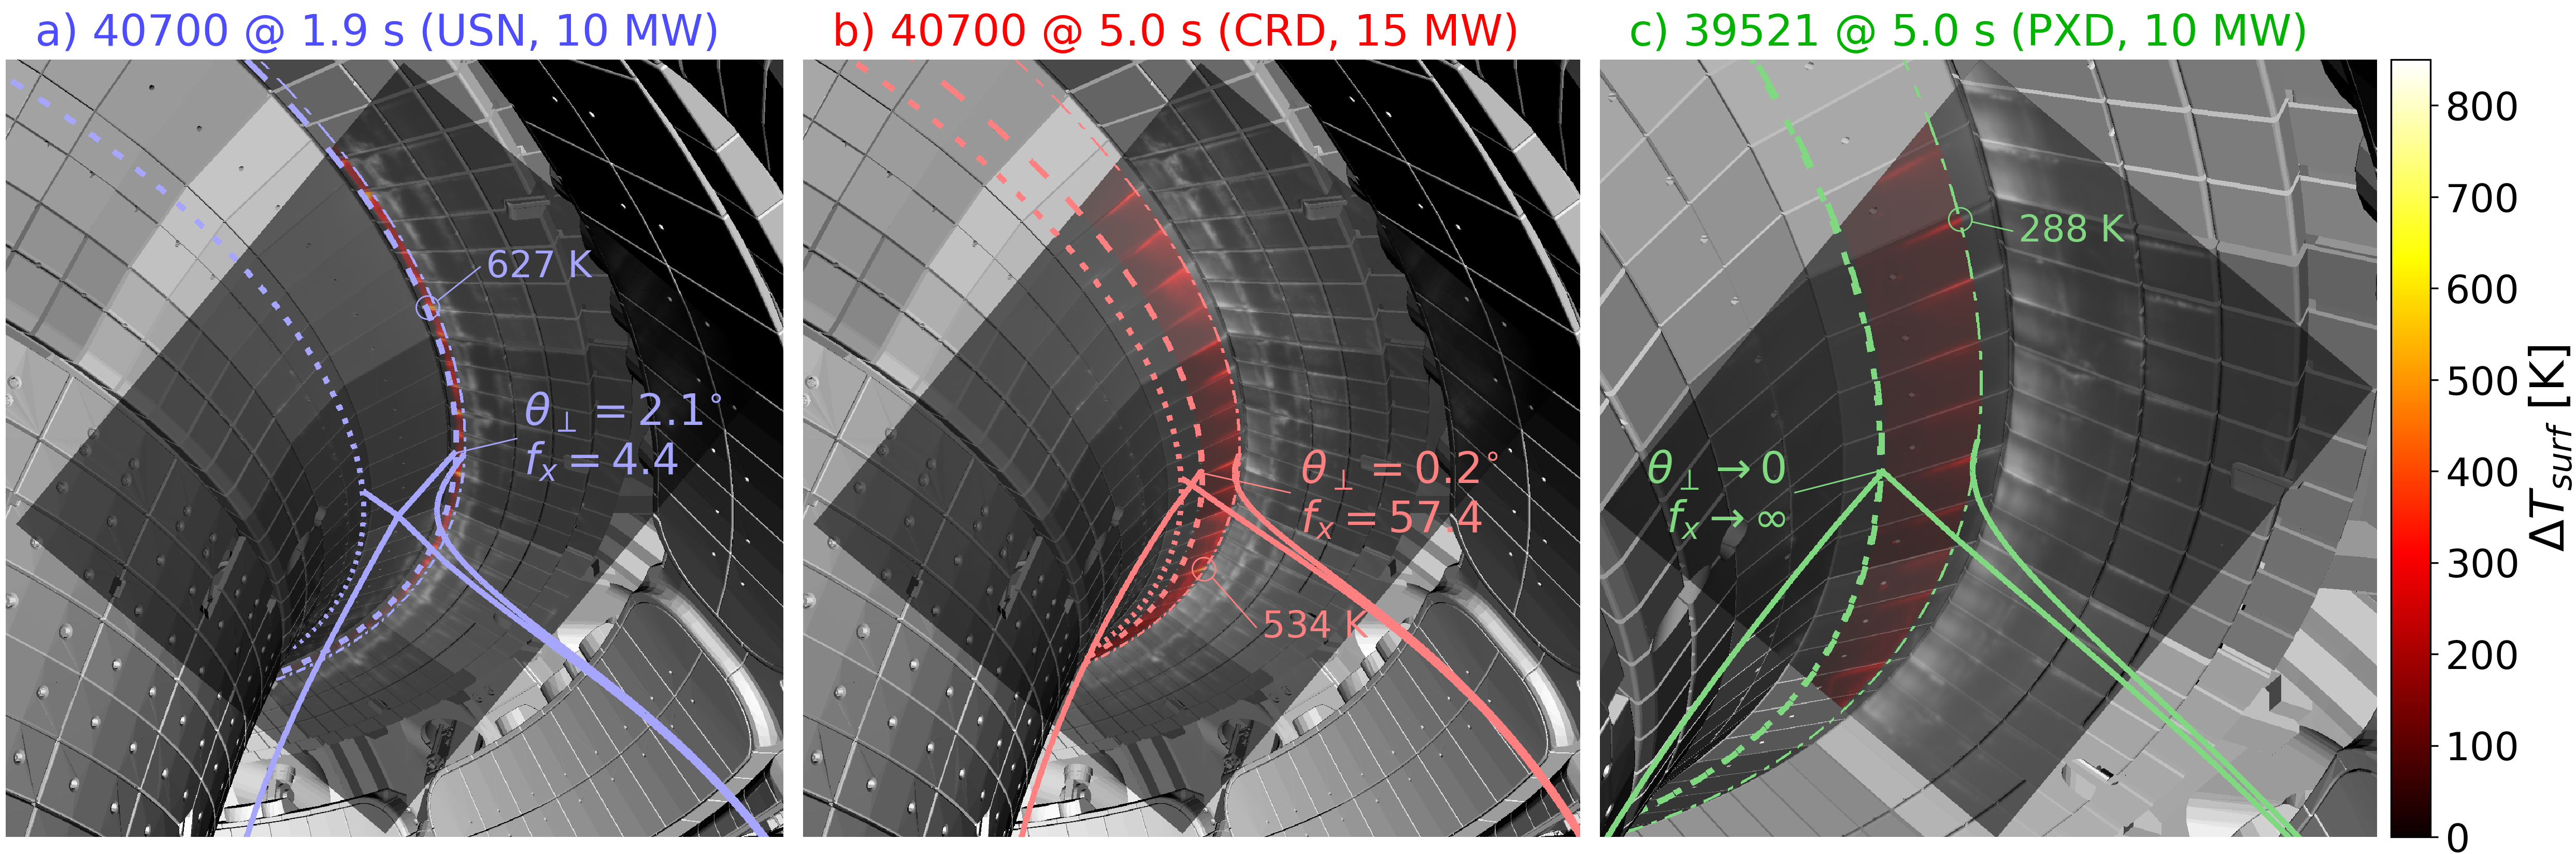 a) 40700 @ 1.9 s (USN, 10 MW)
627 K
θ⊥ = 2.1°
fₓ = 4.4
b) 40700 @ 5.0 s (CRD, 15 MW)
θ⊥ = 0.2°
fₓ = 57.4
534 K
c) 39521 @ 5.0 s (PXD, 10 MW)
288 K
θ⊥ → 0
fₓ → ∞
800
700
600
500
400
300
200
100
0
ΔT_surf [K]